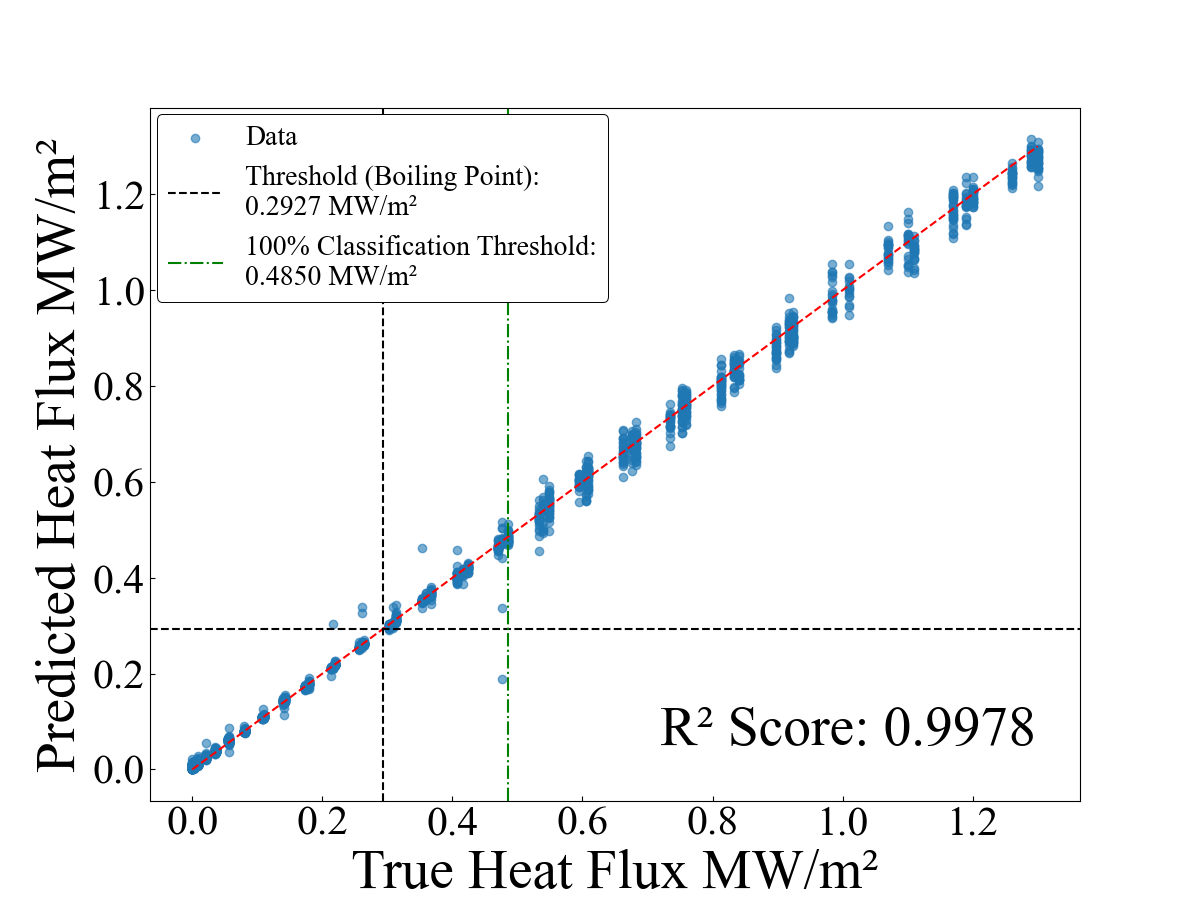 Data
Threshold (Boiling Point):
0.2927 MW/m²
100% Classification Threshold:
0.4850 MW/m²
Predicted Heat Flux MW/m²
1.2
1.0
0.8
0.6
0.4
0.2
0.0
R² Score: 0.9978
0.0 0.2 0.4 0.6 0.8 1.0 1.2
True Heat Flux MW/m²